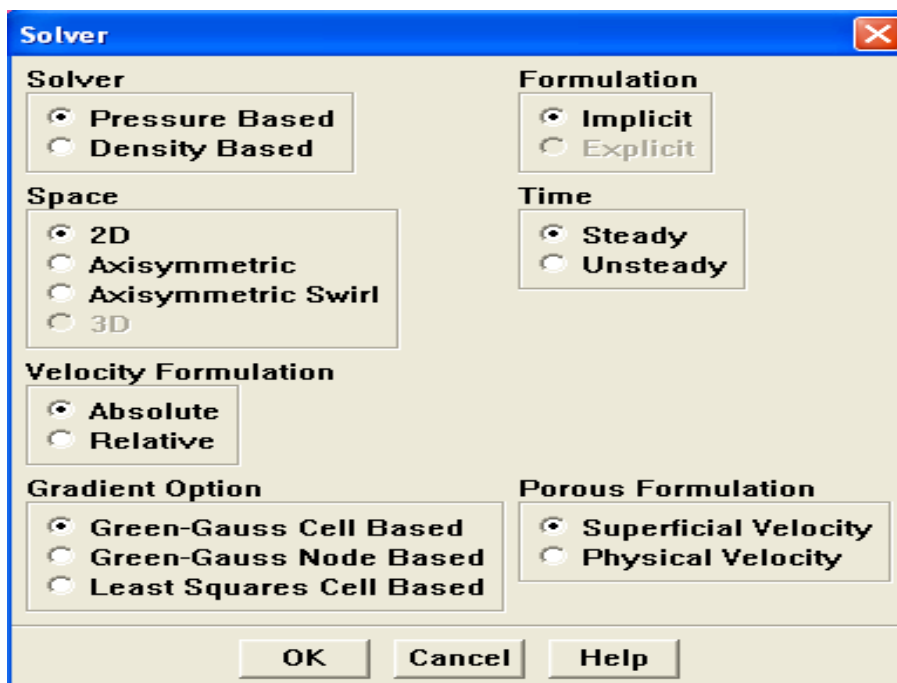 Solver
Solver
Pressure Based
Density Based
Formulation
Implicit
Explicit
Space
2D
Axisymmetric
Axisymmetric Swirl
3D
Time
Steady
Unsteady
Velocity Formulation
Absolute
Relative
Gradient Option
Green-Gauss Cell Based
Green-Gauss Node Based
Least Squares Cell Based
Porous Formulation
Superficial Velocity
Physical Velocity
OK Cancel Help